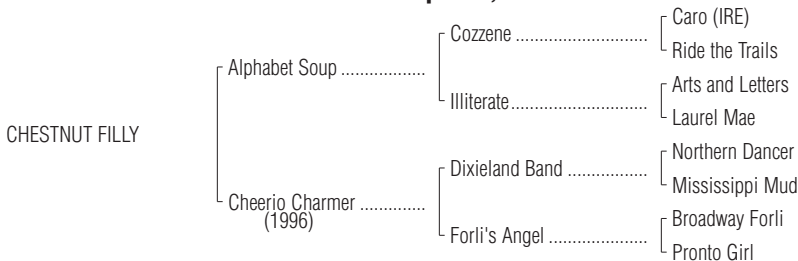 Caro (IRE)
Cozzene ................
Ride the Trails
Alphabet Soup .................
Arts and Letters
Illiterate............................
Laurel Mae
CHESTNUT FILLY
Northern Dancer
Dixieland Band ................
Mississippi Mud
Cheerio Charmer .............
(1996)
Broadway Forli
Forli's Angel ....................
Pronto Girl